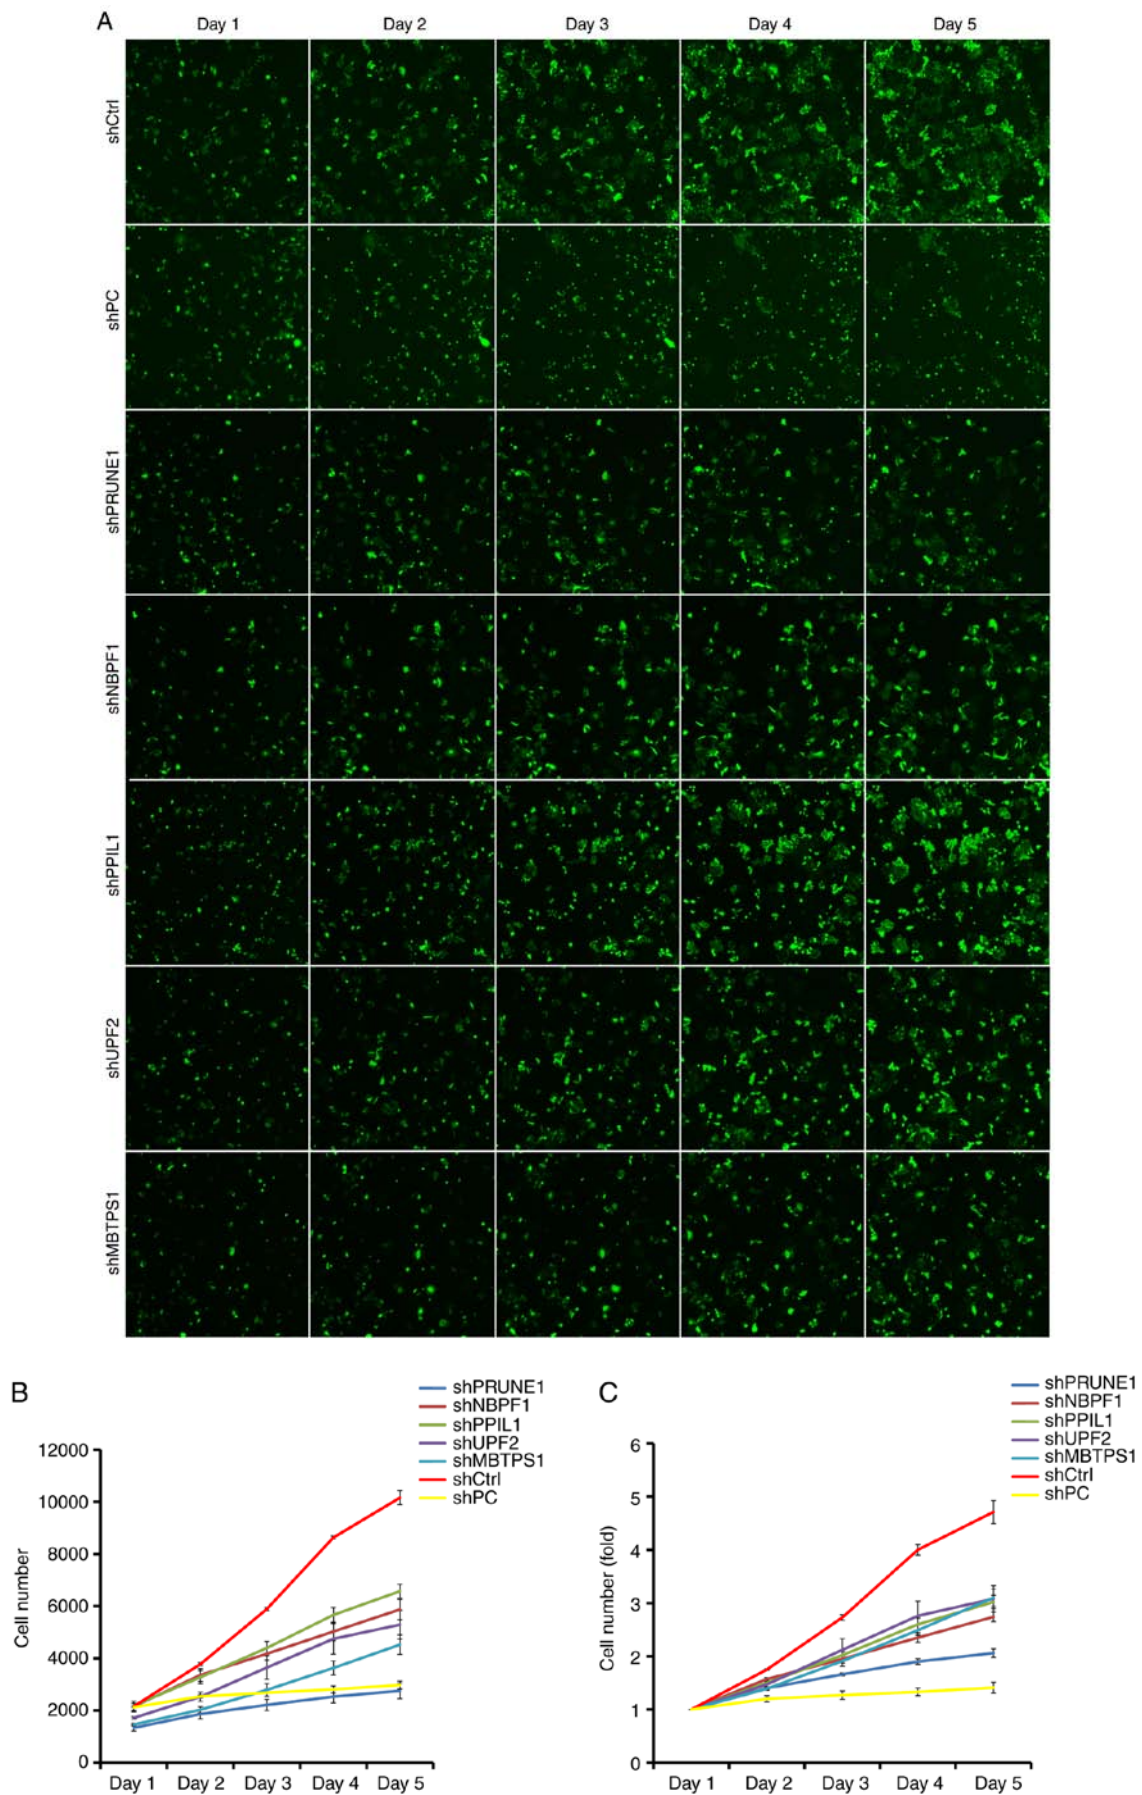 A
Day 1 Day 2 Day 3 Day 4 Day 5
shCtrl
shPC
shPRUNE1
shNBPF1
shPPIL1
shUPF2
shMBTPS1
B
shPRUNE1
shNBPF1
shPPIL1
shUPF2
shMBTPS1
shCtrl
shPC
Cell number
12000
10000
8000
6000
4000
2000
0
Day 1 Day 2 Day 3 Day 4 Day 5
C
shPRUNE1
shNBPF1
shPPIL1
shUPF2
shMBTPS1
shCtrl
shPC
Cell number (fold)
6
5
4
3
2
1
0
Day 1 Day 2 Day 3 Day 4 Day 5